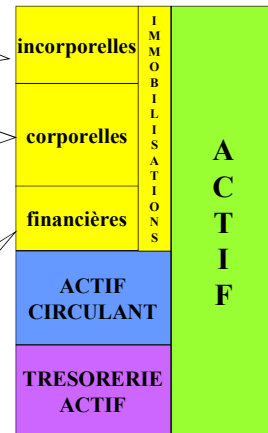 incorporelles
corporelles
financières
IMMOBILISATIONS
ACTIF
CIRCULANT
TRESORERIE
ACTIF
ACTIF